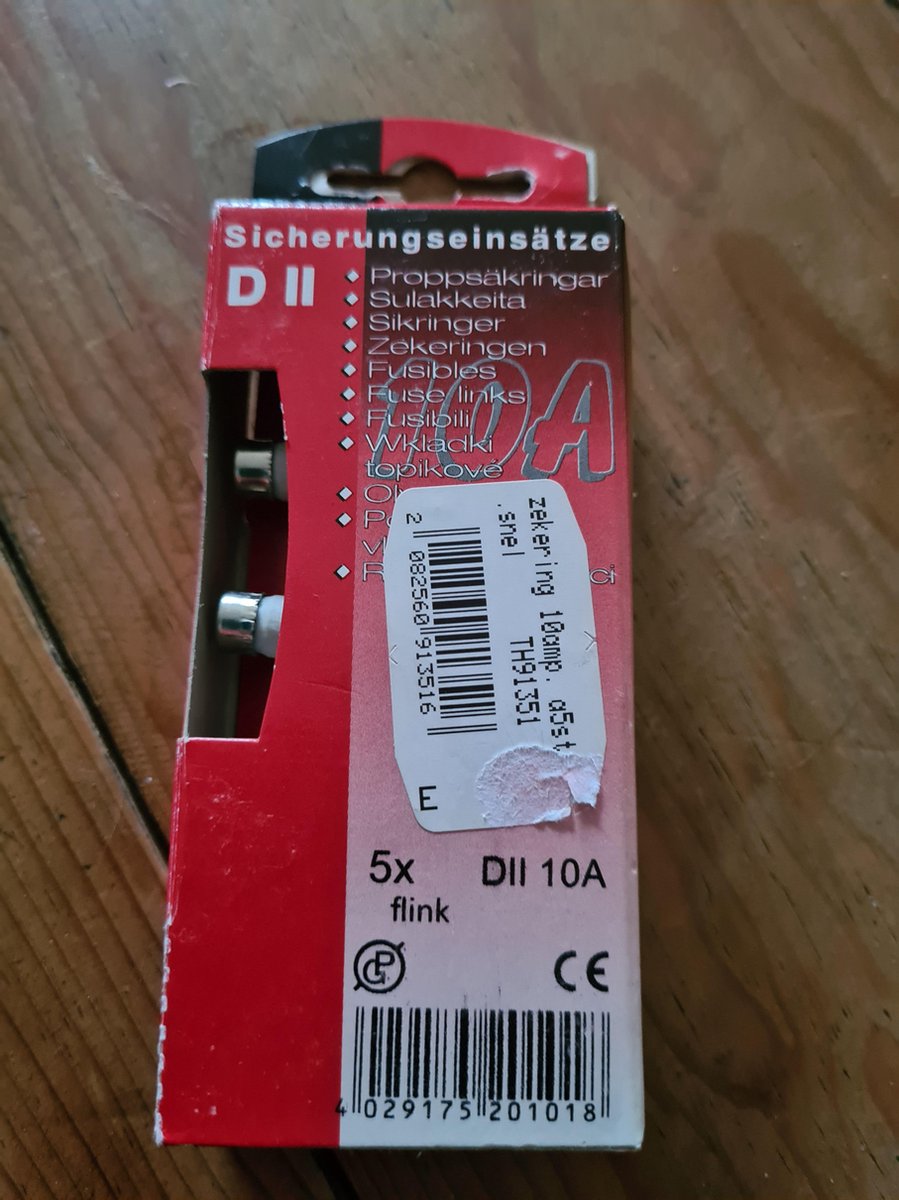 Sicherungseinsätze
D II
Proppsäkringar
Sulakkeita
Sikringer
Zekeringen
Fusibles
Fuse links
Fusibili
Wkladki
topikové
10A
zekering 10amp. a5st
.snel
TH91351
2 082560 913516
E
5x DII 10A
flink
CE
4 029175 201018